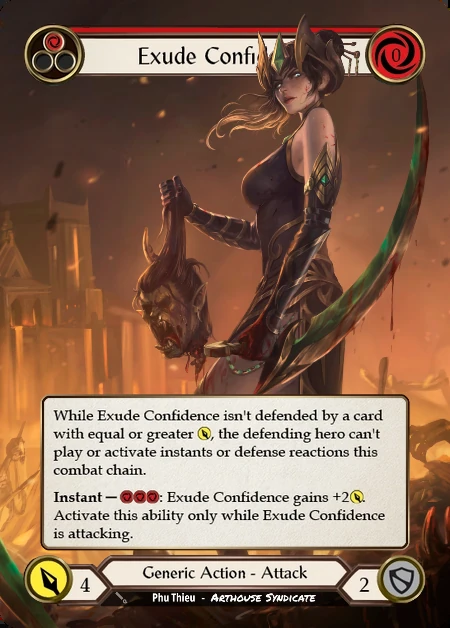 Exude Confi
0
While Exude Confidence isn't defended by a card
with equal or greater , the defending hero can't
play or activate instants or defense reactions this
combat chain.
Instant — : Exude Confidence gains +2 .
Activate this ability only while Exude Confidence
is attacking.
4
Generic Action - Attack
2
Phu Thieu - Arthouse Syndicate